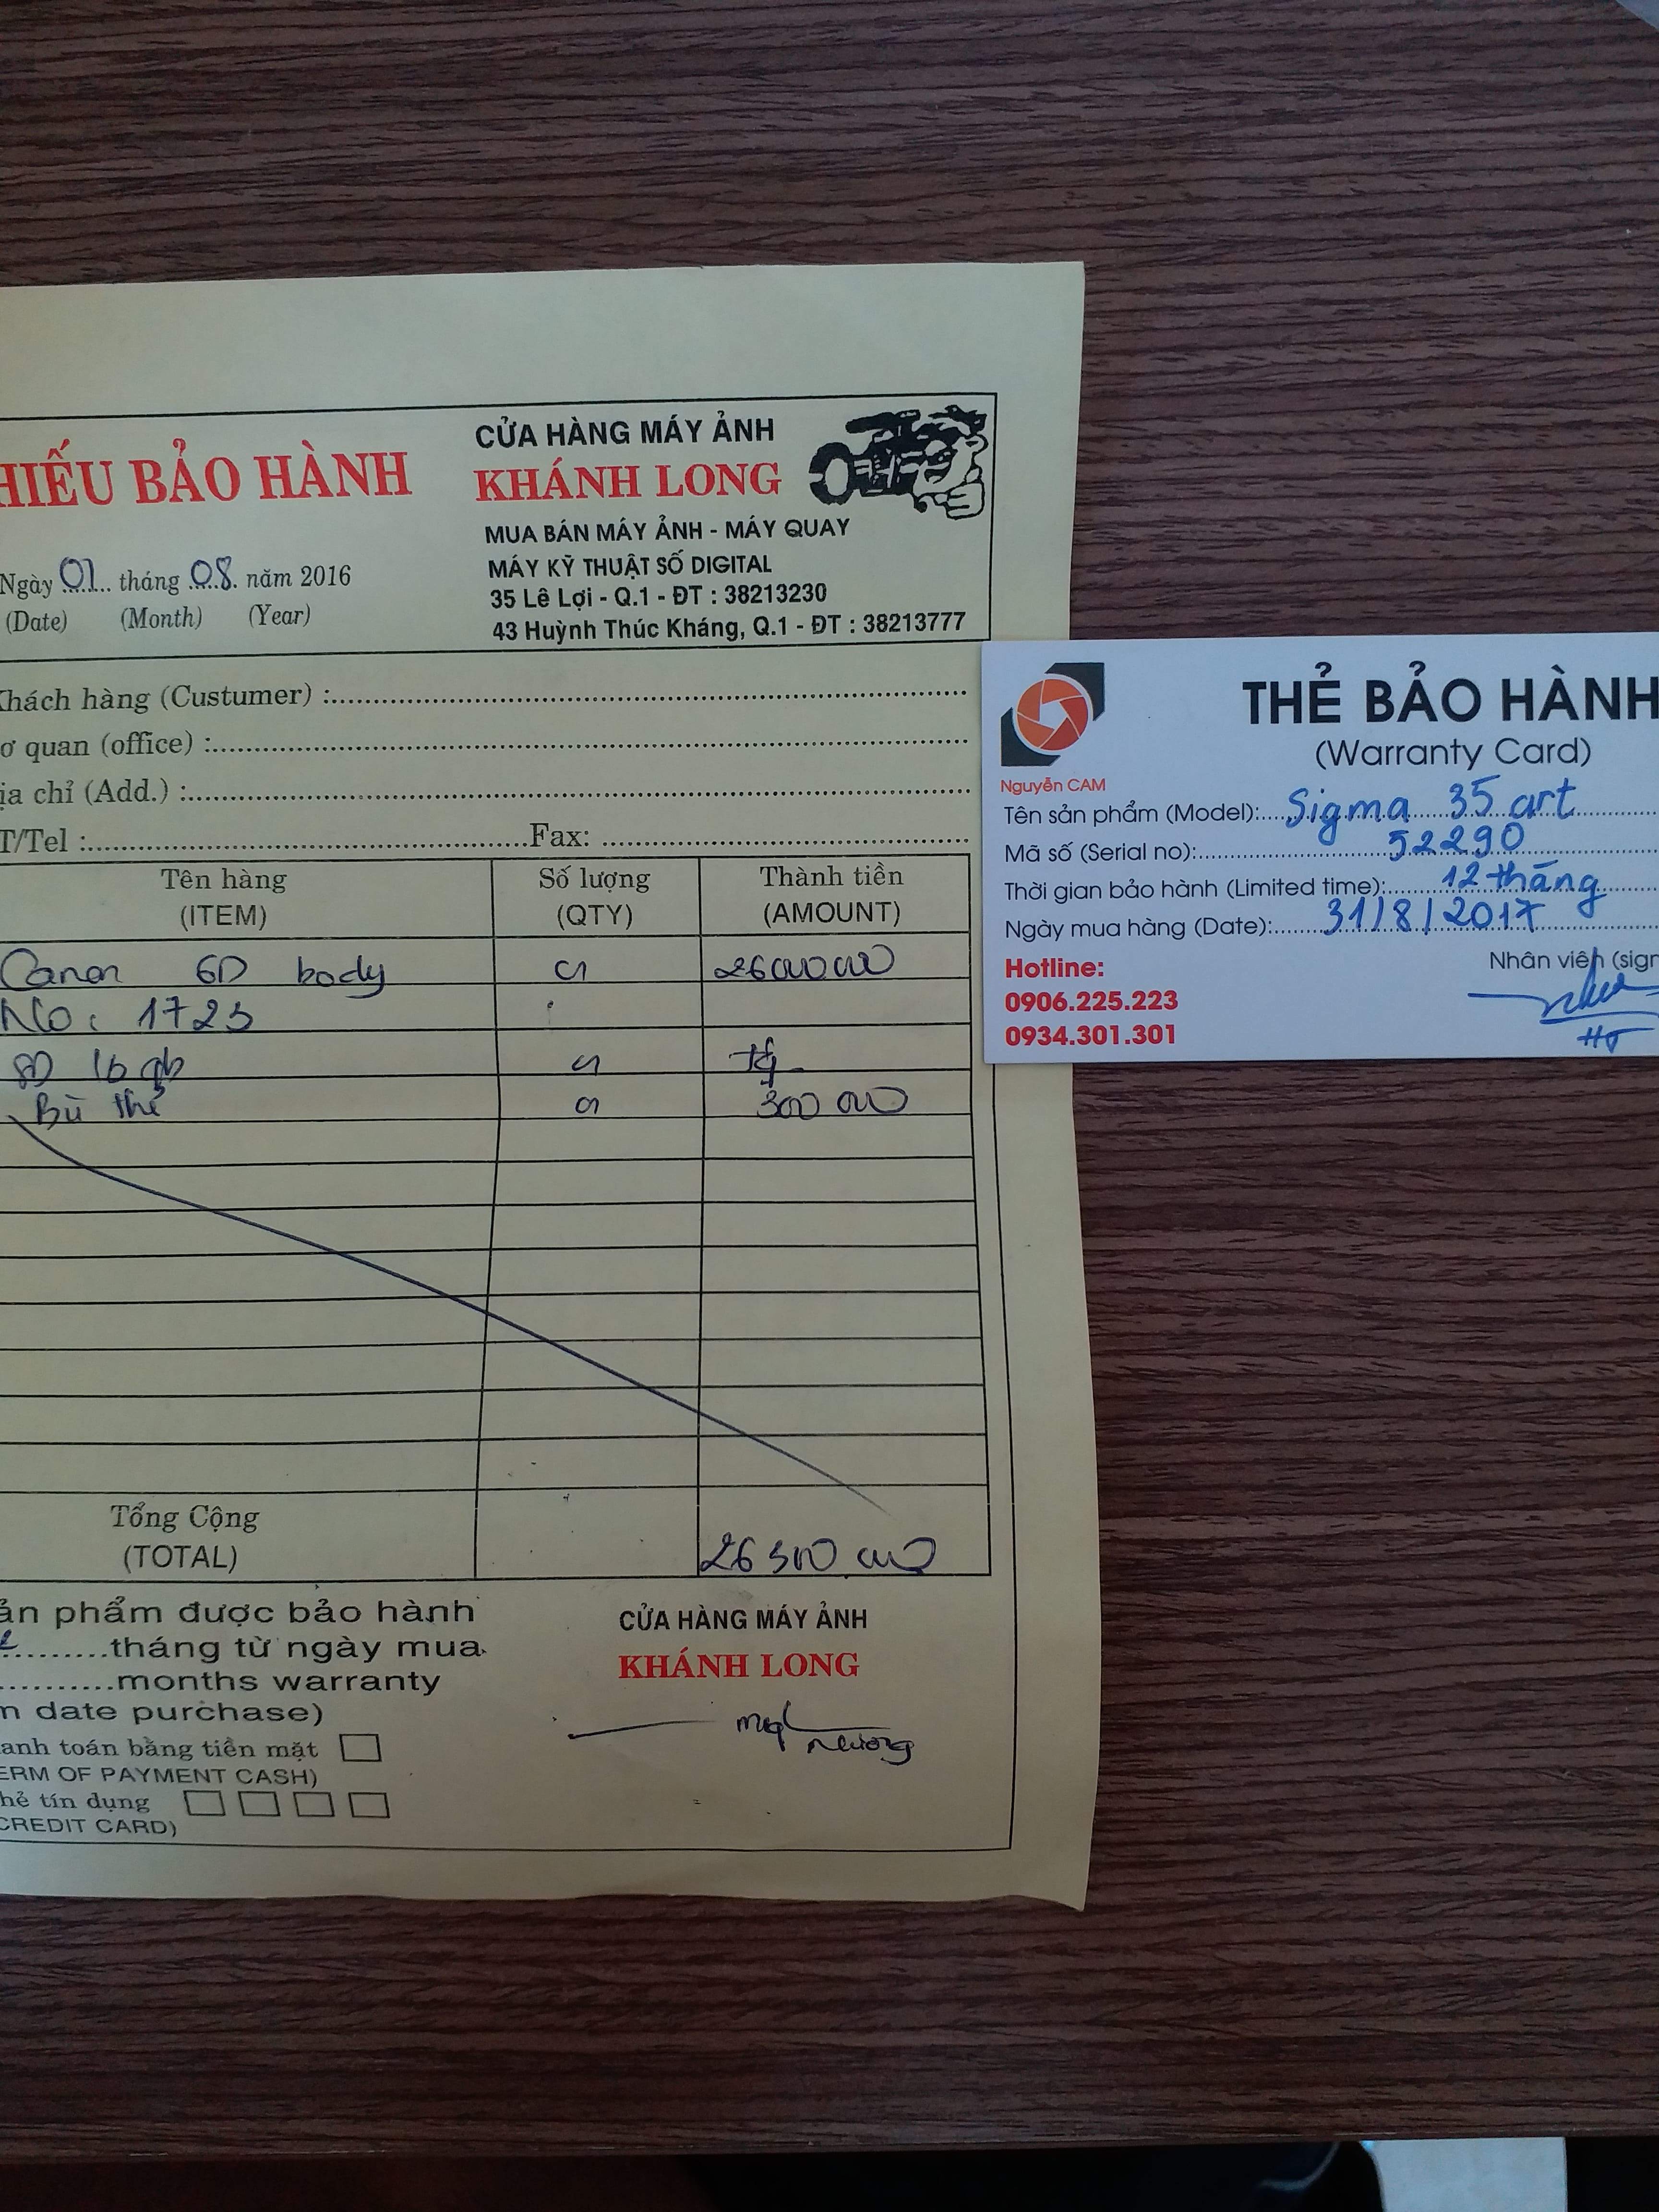 HIẾU BẢO HÀNH
Ngày 01 tháng 08 năm 2016
(Date) (Month) (Year)
CỬA HÀNG MÁY ẢNH
KHÁNH LONG
MUA BÁN MÁY ẢNH - MÁY QUAY
MÁY KỸ THUẬT SỐ DIGITAL
35 Lê Lợi - Q.1 - ĐT : 38213230
43 Huỳnh Thúc Kháng, Q.1 - ĐT : 38213777
Khách hàng (Custumer) :
ơ quan (office) :
ịa chỉ (Add.) :
T/Tel : Fax:
Tên hàng Số lượng Thành tiền
(ITEM) (QTY) (AMOUNT)
Canon 6D body 01 26000000
No: 1723
SD 16 gb 01
Bù thẻ 01 300 000
Tổng Cộng
(TOTAL) 26 300 000
ản phẩm được bảo hành
tháng từ ngày mua
months warranty
m date purchase)
anh toán bằng tiền mặt
ERM OF PAYMENT CASH)
hẻ tín dụng
CREDIT CARD)
CỬA HÀNG MÁY ẢNH
KHÁNH LONG
Nguyễn CAM
THẺ BẢO HÀNH
(Warranty Card)
Tên sản phẩm (Model): Sigma 35 art
Mã số (Serial no): 52290
Thời gian bảo hành (Limited time): 12 tháng
Ngày mua hàng (Date): 31/8/2017
Hotline:
0906.225.223
0934.301.301
Nhân viên (sign